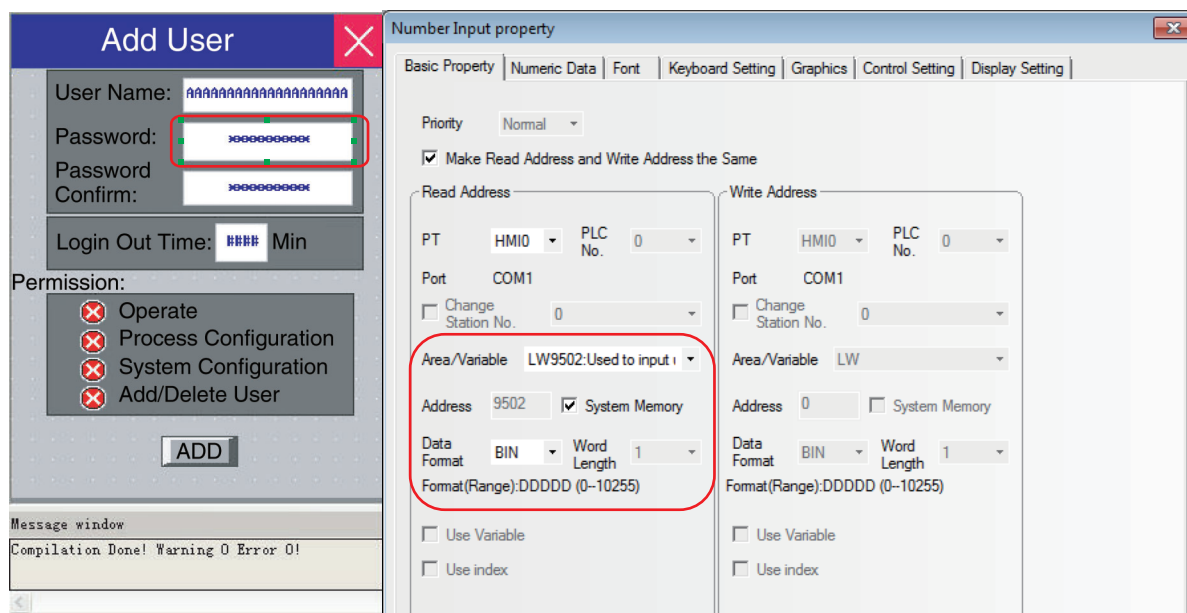 Add User
User Name: AAAAAAAAAAAAAAAAAAAA
Password: **********
Password
Confirm: **********
Login Out Time: #### Min
Permission:
Operate
Process Configuration
System Configuration
Add/Delete User
ADD
Message window
Compilation Done! Warning 0 Error 0!
Number Input property
Basic Property Numeric Data Font Keyboard Setting Graphics Control Setting Display Setting
Priority Normal
Make Read Address and Write Address the Same
Read Address
PT HMI0 PLC No. 0
Port COM1
Change Station No. 0
Area/Variable LW9502:Used to input
Address 9502 System Memory
Data Format BIN Word Length 1
Format(Range):DDDDD (0--10255)
Use Variable
Use index
Write Address
PT HMI0 PLC No. 0
Port COM1
Change Station No. 0
Area/Variable LW
Address 0 System Memory
Data Format BIN Word Length 1
Format(Range):DDDDD (0--10255)
Use Variable
Use index